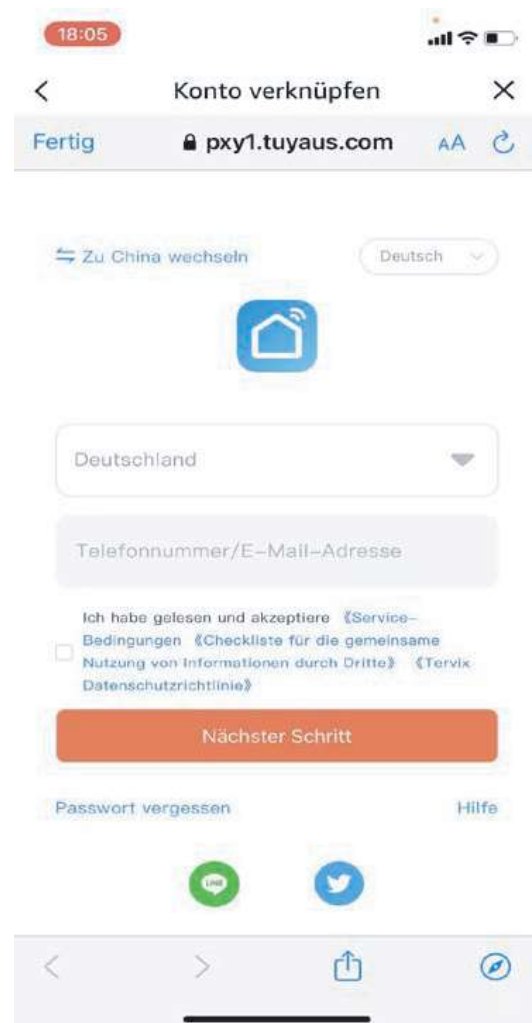 18:05
Konto verknüpfen
Fertig
pxy1.tuyaus.com
AA
Zu China wechseln
Deutsch
Deutschland
Telefonnummer/E-Mail-Adresse
Ich habe gelesen und akzeptiere 《Service-
Bedingungen 《Checkliste für die gemeinsame
Nutzung von Informationen durch Dritte》 《Tervix
Datenschutzrichtlinie》
Nächster Schritt
Passwort vergessen
Hilfe
LINE